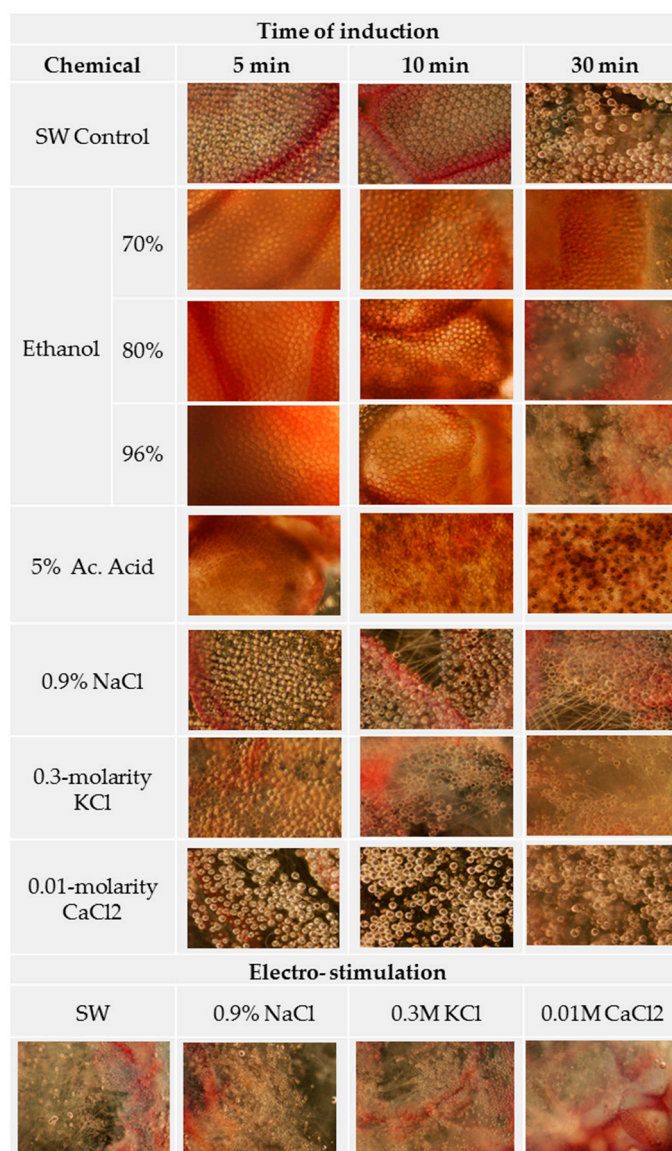 Time of induction
Chemical 5 min 10 min 30 min
SW Control
70%
Ethanol 80%
96%
5% Ac. Acid
0.9% NaCl
0.3-molarity
KCl
0.01-molarity
CaCl2
Electro- stimulation
SW 0.9% NaCl 0.3M KCl 0.01M CaCl2